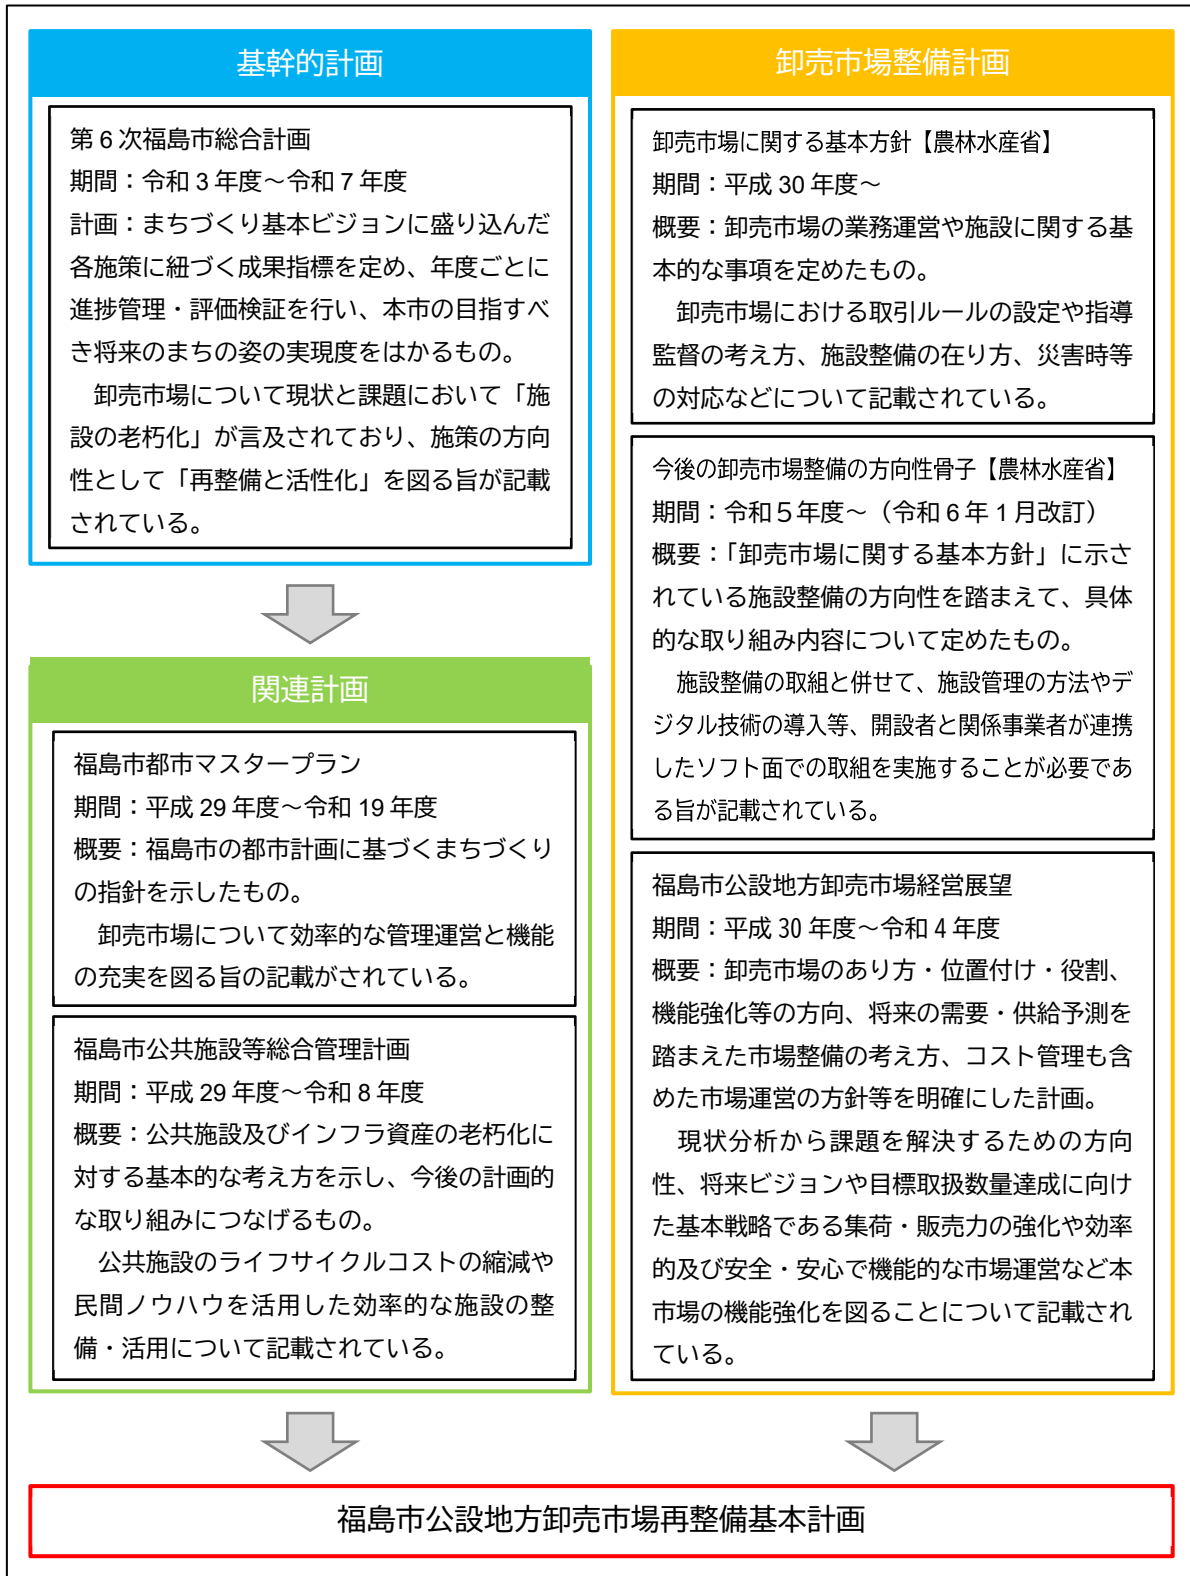 基幹的計画
第6次福島市総合計画
期間：令和3年度～令和7年度
計画：まちづくり基本ビジョンに盛り込んだ
各施策に紐づく成果指標を定め、年度ごとに
進捗管理・評価検証を行い、本市の目指すべ
き将来のまちの姿の実現度をはかるもの。
　卸売市場について現状と課題において「施
設の老朽化」が言及されており、施策の方向
性として「再整備と活性化」を図る旨が記載
されている。
関連計画
福島市都市マスタープラン
期間：平成29年度～令和19年度
概要：福島市の都市計画に基づくまちづくり
の指針を示したもの。
　卸売市場について効率的な管理運営と機能
の充実を図る旨の記載がされている。
福島市公共施設等総合管理計画
期間：平成29年度～令和8年度
概要：公共施設及びインフラ資産の老朽化に
対する基本的な考え方を示し、今後の計画的
な取り組みにつなげるもの。
　公共施設のライフサイクルコストの縮減や
民間ノウハウを活用した効率的な施設の整
備・活用について記載されている。
卸売市場整備計画
卸売市場に関する基本方針【農林水産省】
期間：平成30年度～
概要：卸売市場の業務運営や施設に関する基
本的な事項を定めたもの。
　卸売市場における取引ルールの設定や指導
監督の考え方、施設整備の在り方、災害時等
の対応などについて記載されている。
今後の卸売市場整備の方向性骨子【農林水産省】
期間：令和５年度～（令和6年1月改訂）
概要：「卸売市場に関する基本方針」に示さ
れている施設整備の方向性を踏まえて、具体
的な取り組み内容について定めたもの。
　施設整備の取組と併せて、施設管理の方法やデ
ジタル技術の導入等、開設者と関係事業者が連携
したソフト面での取組を実施することが必要であ
る旨が記載されている。
福島市公設地方卸売市場経営展望
期間：平成30年度～令和4年度
概要：卸売市場のあり方・位置付け・役割、
機能強化等の方向、将来の需要・供給予測を
踏まえた市場整備の考え方、コスト管理も含
めた市場運営の方針等を明確にした計画。
　現状分析から課題を解決するための方向
性、将来ビジョンや目標取扱数量達成に向け
た基本戦略である集荷・販売力の強化や効率
的及び安全・安心で機能的な市場運営など本
市場の機能強化を図ることについて記載され
ている。
福島市公設地方卸売市場再整備基本計画